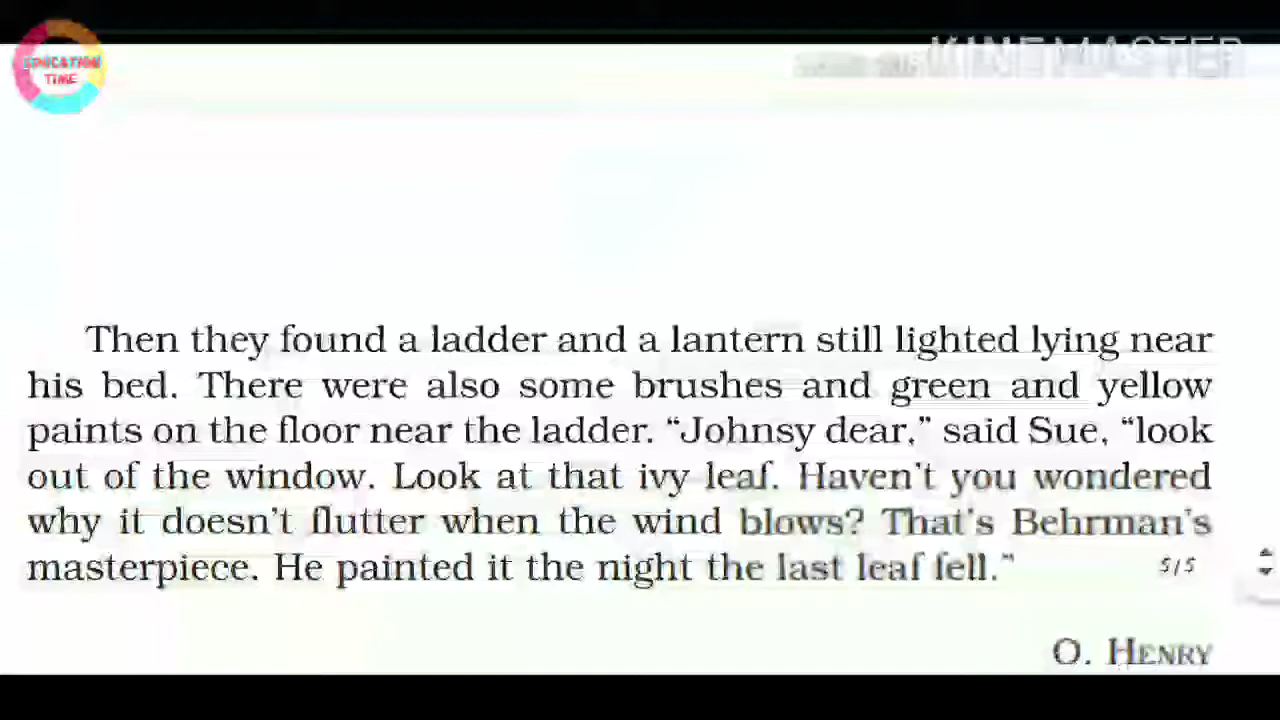 EDUCATION
TIME
KINEMASTER
Then they found a ladder and a lantern still lighted lying near
his bed. There were also some brushes and green and yellow
paints on the floor near the ladder. “Johnsy dear,” said Sue, “look
out of the window. Look at that ivy leaf. Haven’t you wondered
why it doesn’t flutter when the wind blows? That’s Behrman’s
masterpiece. He painted it the night the last leaf fell.”
5/5
O. HENRY